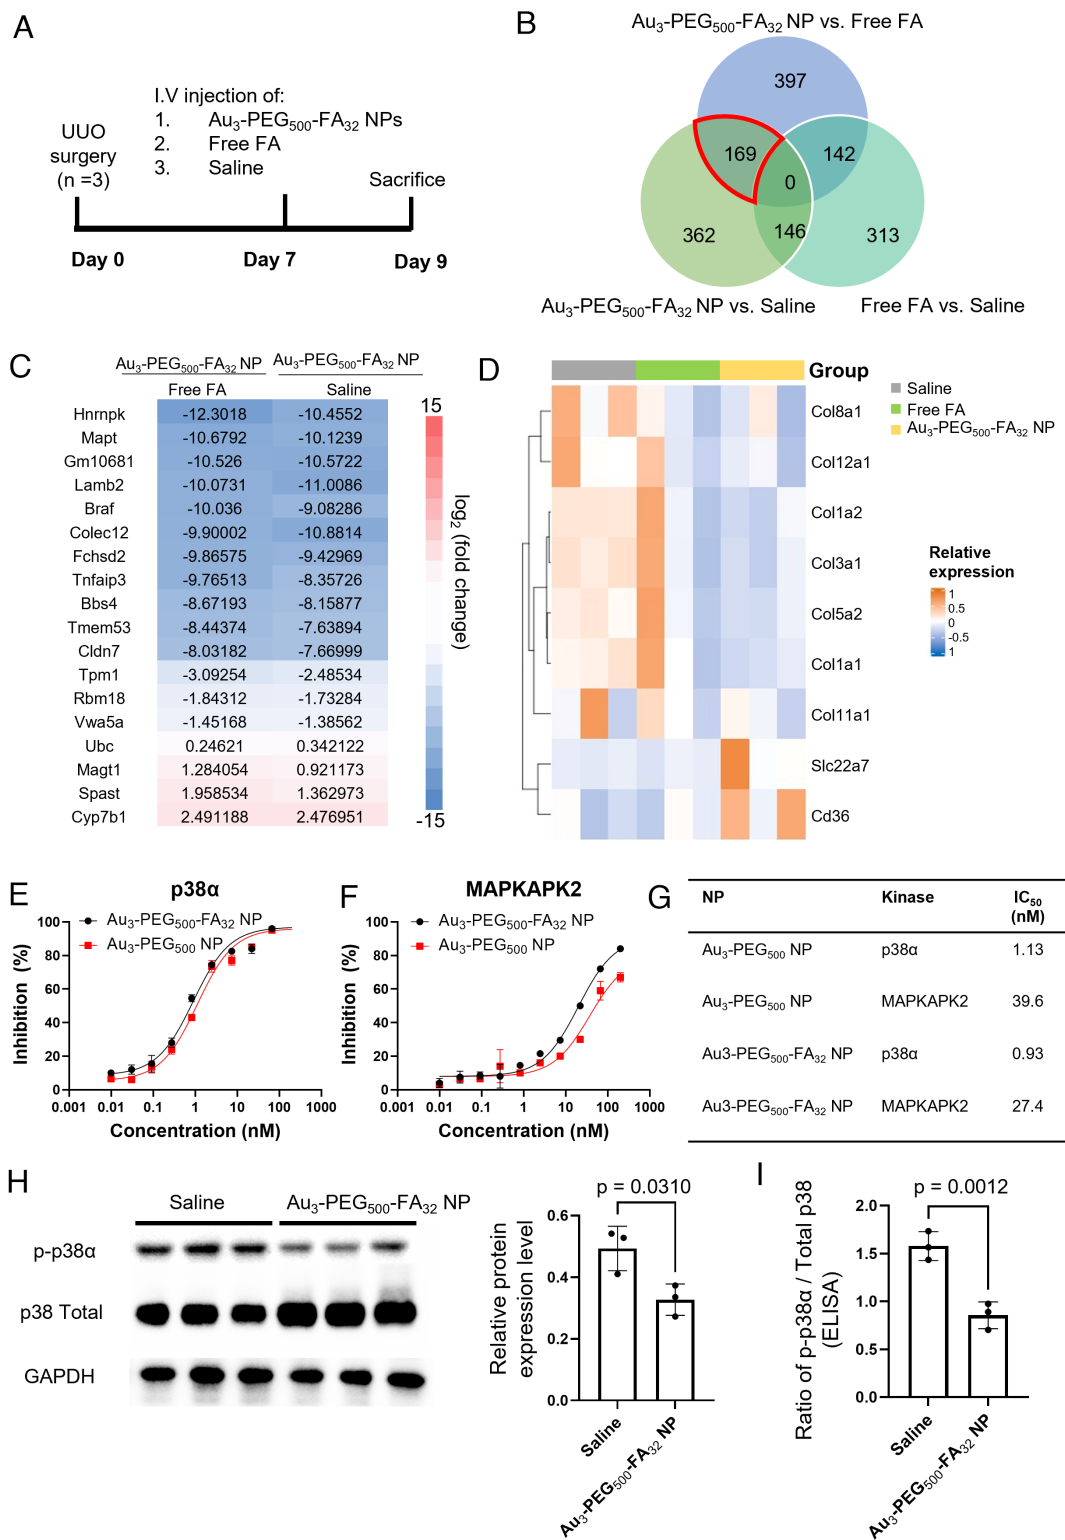 A
I.V injection of:
1. Au₃-PEG₅₀₀-FA₃₂ NPs
2. Free FA
3. Saline
UUO
surgery
(n =3)
Sacrifice
Day 0
Day 7
Day 9
B
Au₃-PEG₅₀₀-FA₃₂ NP vs. Free FA
397
169
142
0
362
146
313
Au₃-PEG₅₀₀-FA₃₂ NP vs. Saline
Free FA vs. Saline
C
Au₃-PEG₅₀₀-FA₃₂ NP Au₃-PEG₅₀₀-FA₃₂ NP
Free FA Saline
Hnrnpk -12.3018 -10.4552
Mapt -10.6792 -10.1239
Gm10681 -10.526 -10.5722
Lamb2 -10.0731 -11.0086
Braf -10.036 -9.08286
Colec12 -9.90002 -10.8814
Fchsd2 -9.86575 -9.42969
Tnfaip3 -9.76513 -8.35726
Bbs4 -8.67193 -8.15877
Tmem53 -8.44374 -7.63894
Cldn7 -8.03182 -7.66999
Tpm1 -3.09254 -2.48534
Rbm18 -1.84312 -1.73284
Vwa5a -1.45168 -1.38562
Ubc 0.24621 0.342122
Magt1 1.284054 0.921173
Spast 1.958534 1.362973
Cyp7b1 2.491188 2.476951
15
log₂ (fold change)
-15
D
Group
Saline
Free FA
Au₃-PEG₅₀₀-FA₃₂ NP
Col8a1
Col12a1
Col1a2
Col3a1
Col5a2
Col1a1
Col11a1
Slc22a7
Cd36
Relative
expression
1
0.5
0
-0.5
1
E
p38α
Au₃-PEG₅₀₀-FA₃₂ NP
Au₃-PEG₅₀₀ NP
Inhibition (%)
100
80
60
40
20
0
0.001 0.01 0.1 1 10 100 1000
Concentration (nM)
F
MAPKAPK2
Au₃-PEG₅₀₀-FA₃₂ NP
Au₃-PEG₅₀₀ NP
Inhibition (%)
100
80
60
40
20
0
0.001 0.01 0.1 1 10 100 1000
Concentration (nM)
G
NP Kinase IC₅₀
(nM)
Au₃-PEG₅₀₀ NP p38α 1.13
Au₃-PEG₅₀₀ NP MAPKAPK2 39.6
Au3-PEG₅₀₀-FA₃₂ NP p38α 0.93
Au3-PEG₅₀₀-FA₃₂ NP MAPKAPK2 27.4
H
Saline Au₃-PEG₅₀₀-FA₃₂ NP
p-p38α
p38 Total
GAPDH
p = 0.0310
Relative protein
expression level
0.6
0.4
0.2
0.0
Saline
Au₃-PEG₅₀₀-FA₃₂ NP
I
p = 0.0012
Ratio of p-p38α / Total p38
(ELISA)
2.0
1.5
1.0
0.5
0.0
Saline
Au₃-PEG₅₀₀-FA₃₂ NP